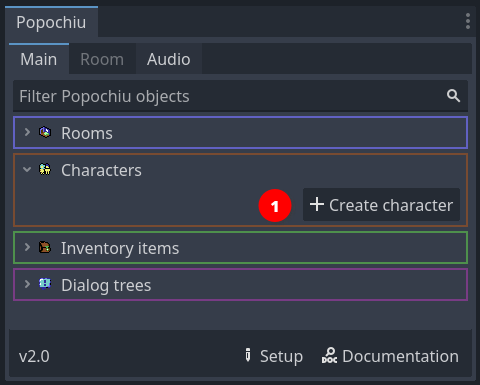 Popochiu
Main Room Audio
Filter Popochiu objects
Rooms
Characters
1 + Create character
Inventory items
Dialog trees
v2.0 Setup DOC Documentation